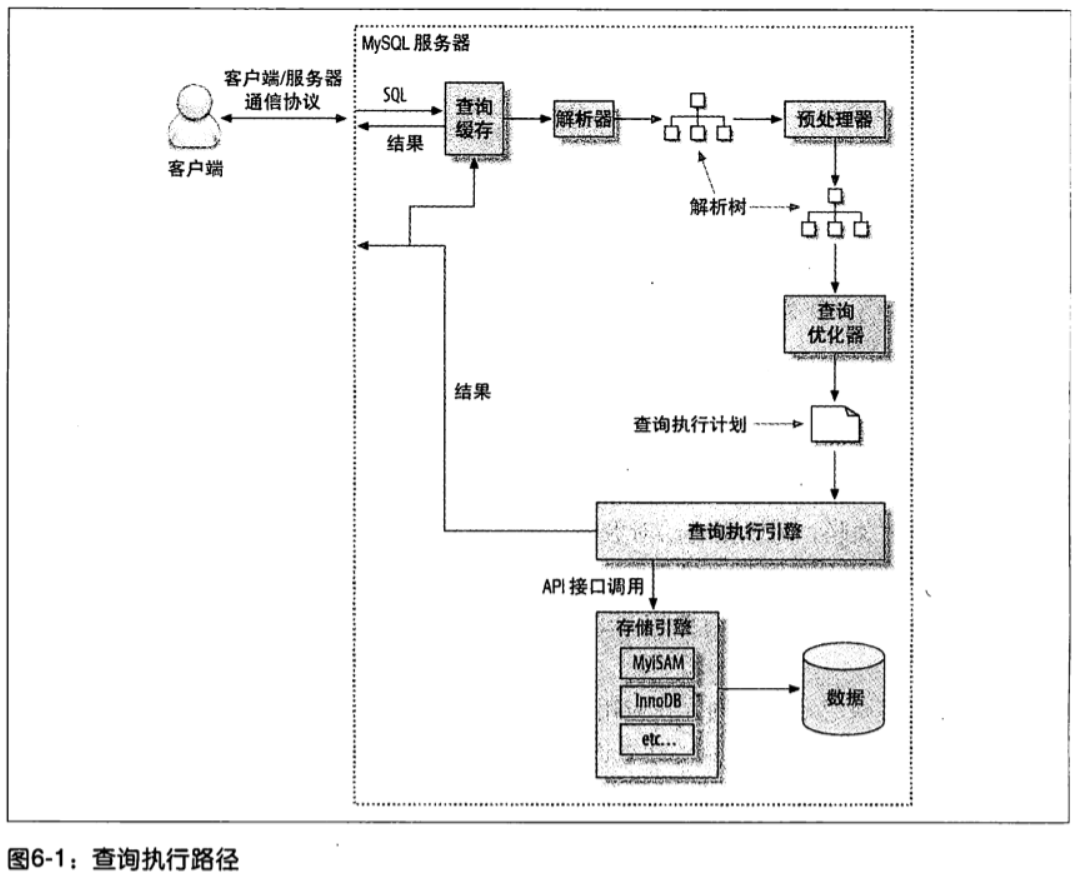 MySQL 服务器
客户端/服务器
通信协议
客户端
SQL
结果
查询
缓存
解析器
预处理器
解析树
查询
优化器
结果
查询执行计划
查询执行引擎
API 接口调用
存储引擎
MyISAM
InnoDB
etc...
数据
图6-1：查询执行路径